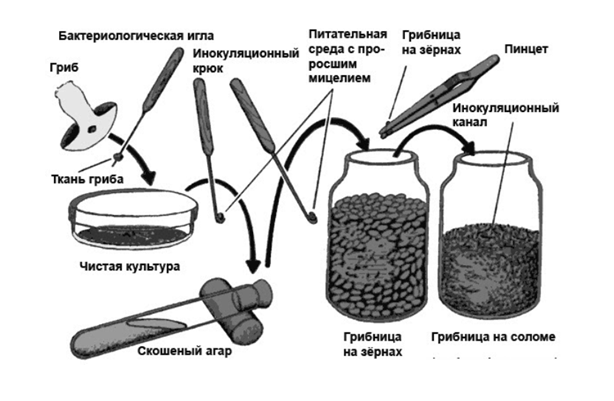 Бактериологическая игла
Гриб
Инокуляционный
крюк
Питательная
среда с про-
росшим
мицелием
Грибница
на зёрнах
Пинцет
Инокуляционный
канал
Ткань гриба
Чистая культура
Скошеный агар
Грибница
на зёрнах
Грибница на соломе